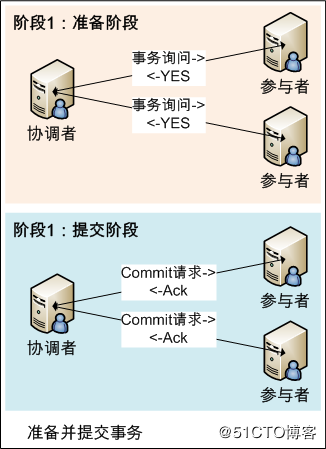 阶段1：准备阶段
事务询问->
<-YES
事务询问->
<-YES
协调者
参与者
参与者
阶段1：提交阶段
Commit请求->
<-Ack
Commit请求->
<-Ack
协调者
参与者
参与者
准备并提交事务
@51CTO博客